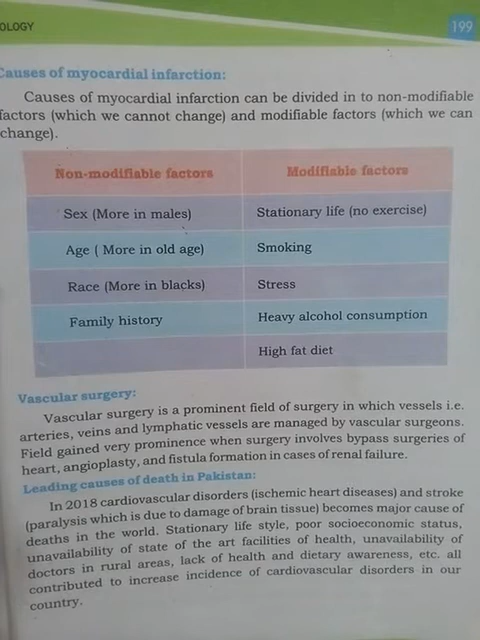 OLOGY
199
Causes of myocardial infarction:
Causes of myocardial infarction can be divided in to non-modifiable
factors (which we cannot change) and modifiable factors (which we can
change).
Non-modifiable factors Modifiable factors
Sex (More in males) Stationary life (no exercise)
Age ( More in old age) Smoking
Race (More in blacks) Stress
Family history Heavy alcohol consumption
High fat diet
Vascular surgery:
Vascular surgery is a prominent field of surgery in which vessels i.e.
arteries, veins and lymphatic vessels are managed by vascular surgeons.
Field gained very prominence when surgery involves bypass surgeries of
heart, angioplasty, and fistula formation in cases of renal failure.
Leading causes of death in Pakistan:
In 2018 cardiovascular disorders (ischemic heart diseases) and stroke
(paralysis which is due to damage of brain tissue) becomes major cause of
deaths in the world. Stationary life style, poor socioeconomic status,
unavailability of state of the art facilities of health, unavailability of
doctors in rural areas, lack of health and dietary awareness, etc. all
contributed to increase incidence of cardiovascular disorders in our
country.